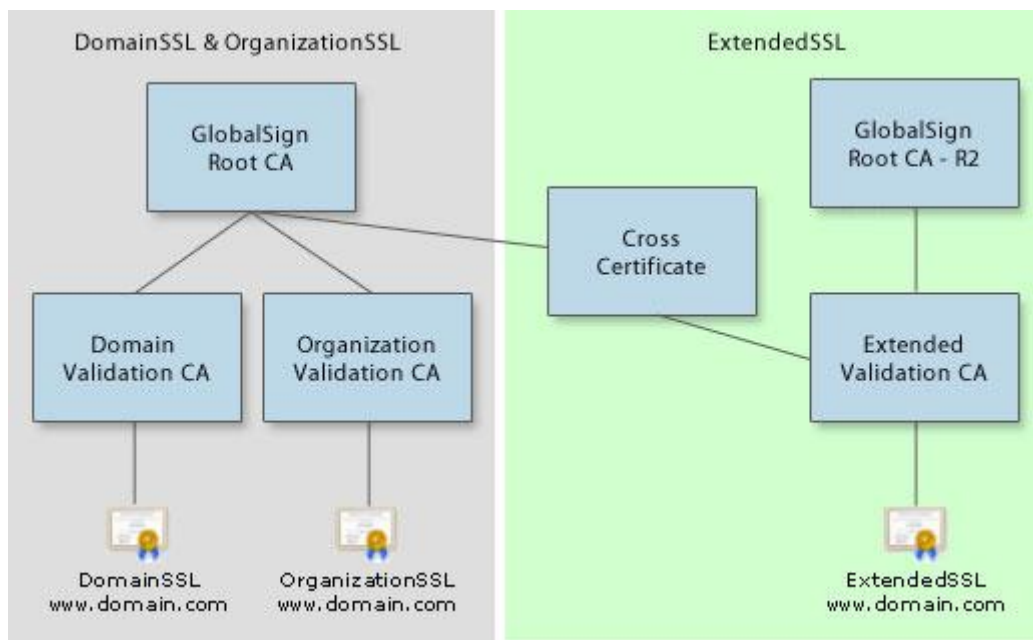 DomainSSL & OrganizationSSL
GlobalSign
Root CA
Domain
Validation CA
Organization
Validation CA
DomainSSL
www.domain.com
OrganizationSSL
www.domain.com
ExtendedSSL
GlobalSign
Root CA - R2
Cross
Certificate
Extended
Validation CA
ExtendedSSL
www.domain.com